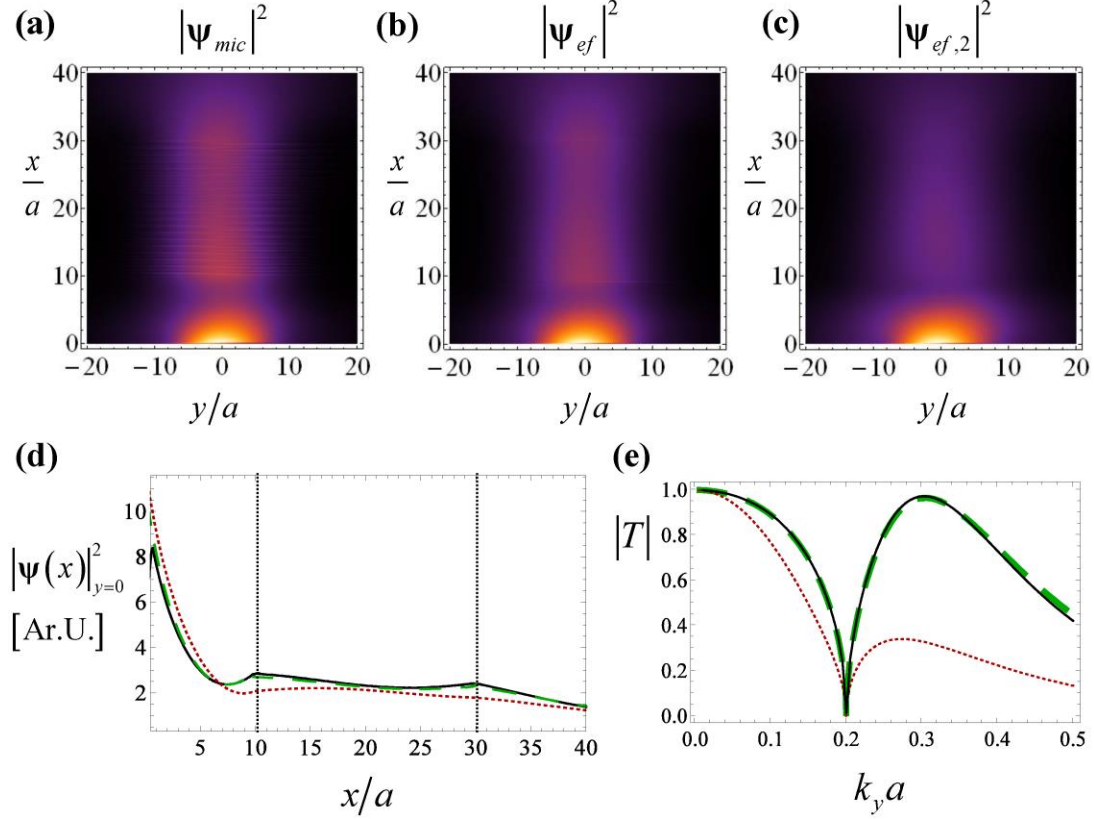 (a) |Ψ_mic|² (b) |Ψ_ef|² (c) |Ψ_ef,2|²
40 40 40
30 30 30
x/a x/a x/a
20 20 20
10 10 10
0 0 0
−20 −10 0 10 20 −20 −10 0 10 20 −20 −10 0 10 20
y/a y/a y/a
(d) (e)
10
8
6
4
2
|ψ(x)|²_y=0
[Ar.U.]
5 10 15 20 25 30 35 40
x/a
1.0
0.8
0.6
0.4
0.2
0.0
|T|
0.0 0.1 0.2 0.3 0.4 0.5
k_y a